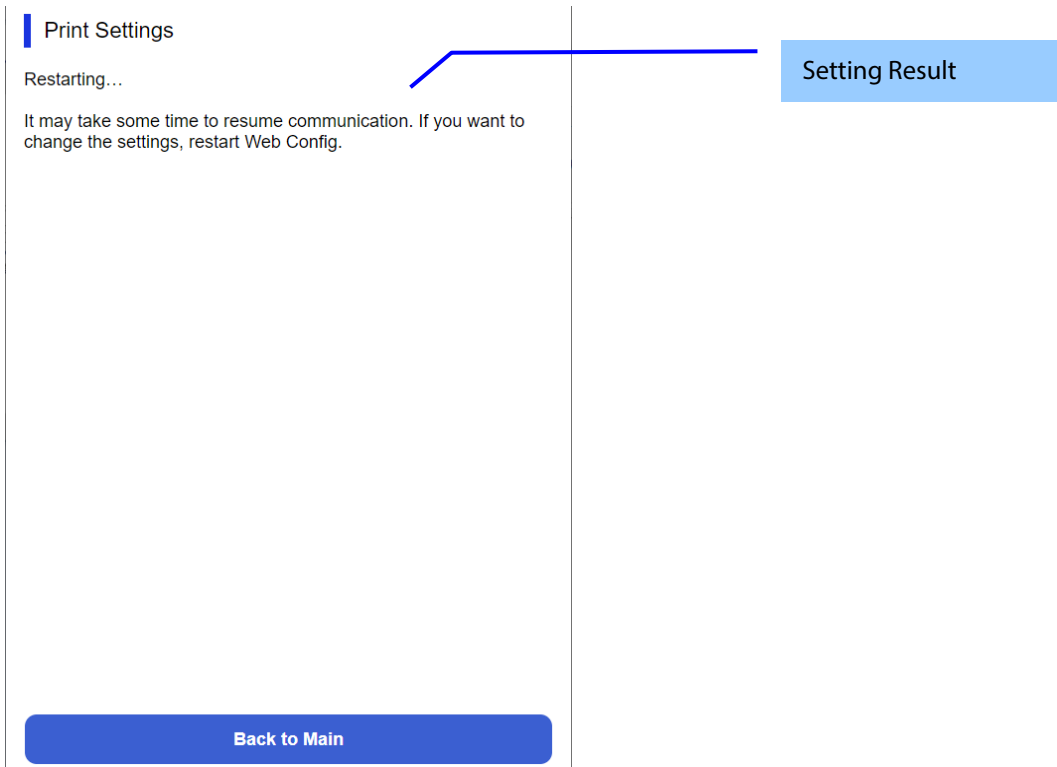 Print Settings
Setting Result
Restarting…
It may take some time to resume communication. If you want to
change the settings, restart Web Config.
Back to Main